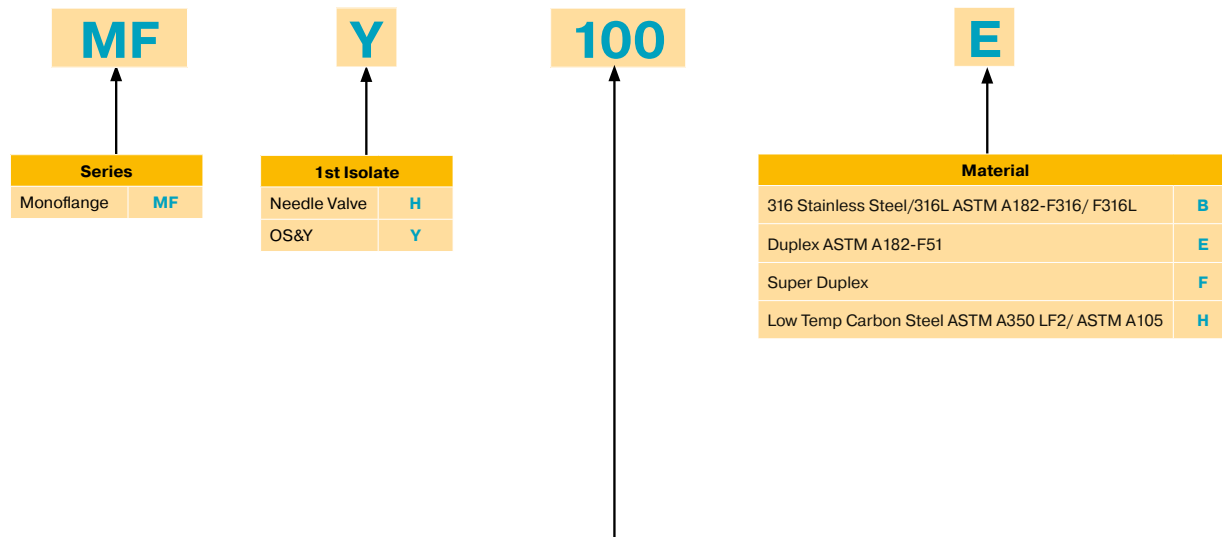 MF Y 100 E
Series
Monoflange MF
1st Isolate
Needle Valve H
OS&Y Y
Material
316 Stainless Steel/316L ASTM A182-F316/ F316L B
Duplex ASTM A182-F51 E
Super Duplex F
Low Temp Carbon Steel ASTM A350 LF2/ ASTM A105 H